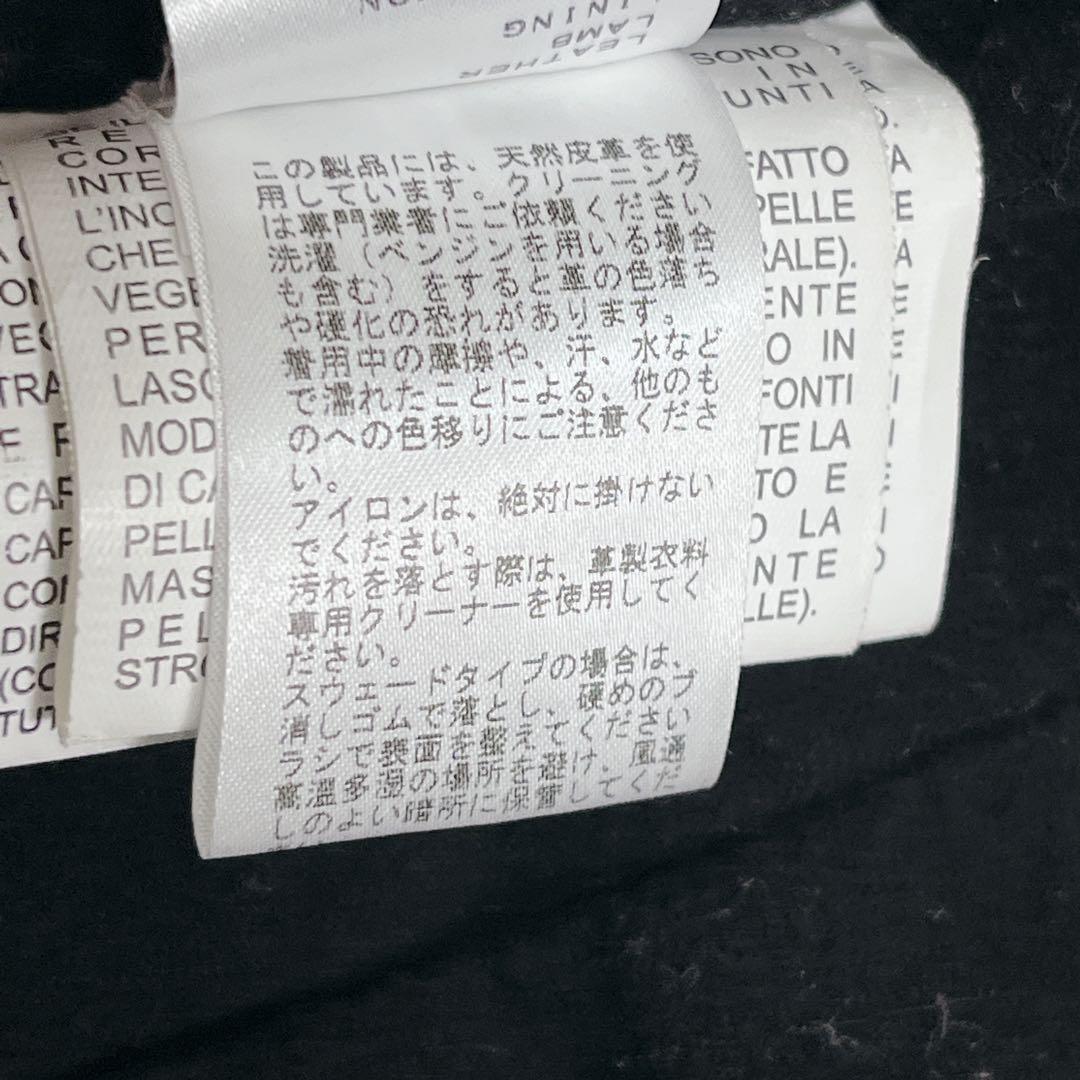 LEATHER
LAMB
LINING
この製品には、天然皮革を使
用しています。クリーニング
は専門業者にご依頼ください
洗濯（ベンジンを用いる場合
も含む）をすると革の色落ち
や硬化の恐れがあります。
着用中の摩擦や、汗、水など
で濡れたことによる、他のも
のへの色移りにご注意くださ
い。
アイロンは、絶対に掛けない
でください。
汚れを落とす際は、革製衣料
専用クリーナーを使用してく
ださい。
スウェードタイプの場合は、
消しゴムで落とし、硬めのブ
ラシで表面を整えてください
高温多湿の場所を避け、風通
しのよい場所に保管してくだ
COR
INTE
L'INC
CHE
VEGE
PER
LASC
MOD
DI CA
PELL
MAS
PEL
STRO
SONO
IN
UNTI
FATTO
PELLE
RALE).
ENTE
O IN
FONTI
TE LA
TO E
O LA
NTE
LLE).
TRA
E
CAR
CAR
CON
DIR
(CO
TUT